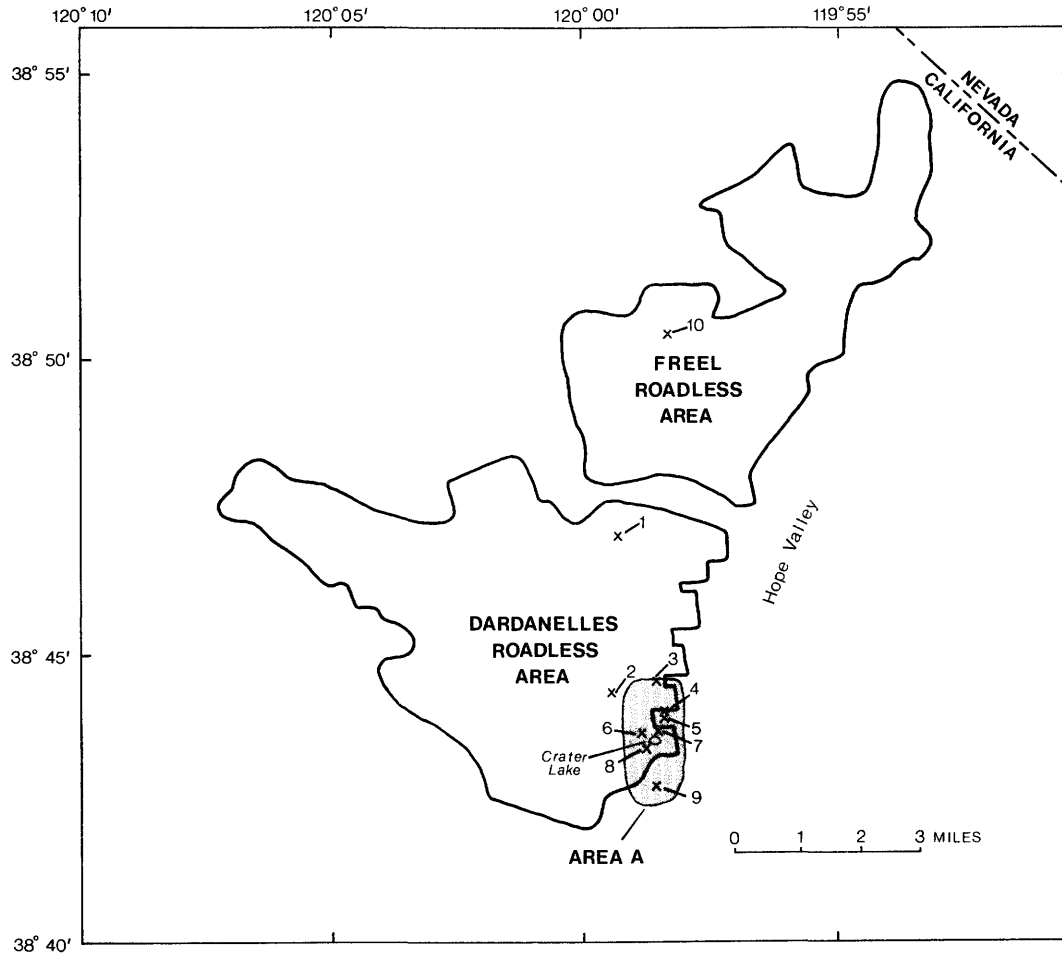 120° 10'
120° 05'
120° 00'
119° 55'
38° 55'
NEVADA
CALIFORNIA
10
38° 50'
FREEL
ROADLESS
AREA
1
Hope Valley
DARDANELLES
ROADLESS
AREA
38° 45'
2
3
4
5
6
7
Crater
Lake
8
9
0 1 2 3 MILES
AREA A
38° 40'